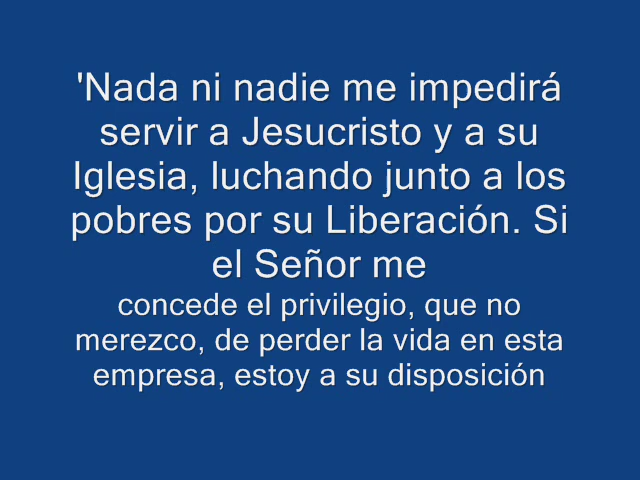 'Nada ni nadie me impedirá
servir a Jesucristo y a su
Iglesia, luchando junto a los
pobres por su Liberación. Si
el Señor me
concede el privilegio, que no
merezco, de perder la vida en esta
empresa, estoy a su disposición